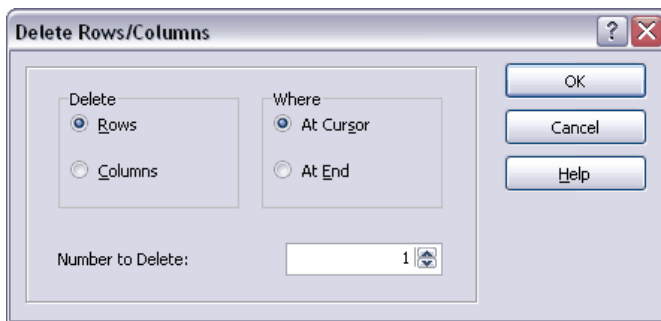 Delete Rows/Columns
?
Delete
Rows
Columns
Where
At Cursor
At End
Number to Delete:
1
OK
Cancel
Help